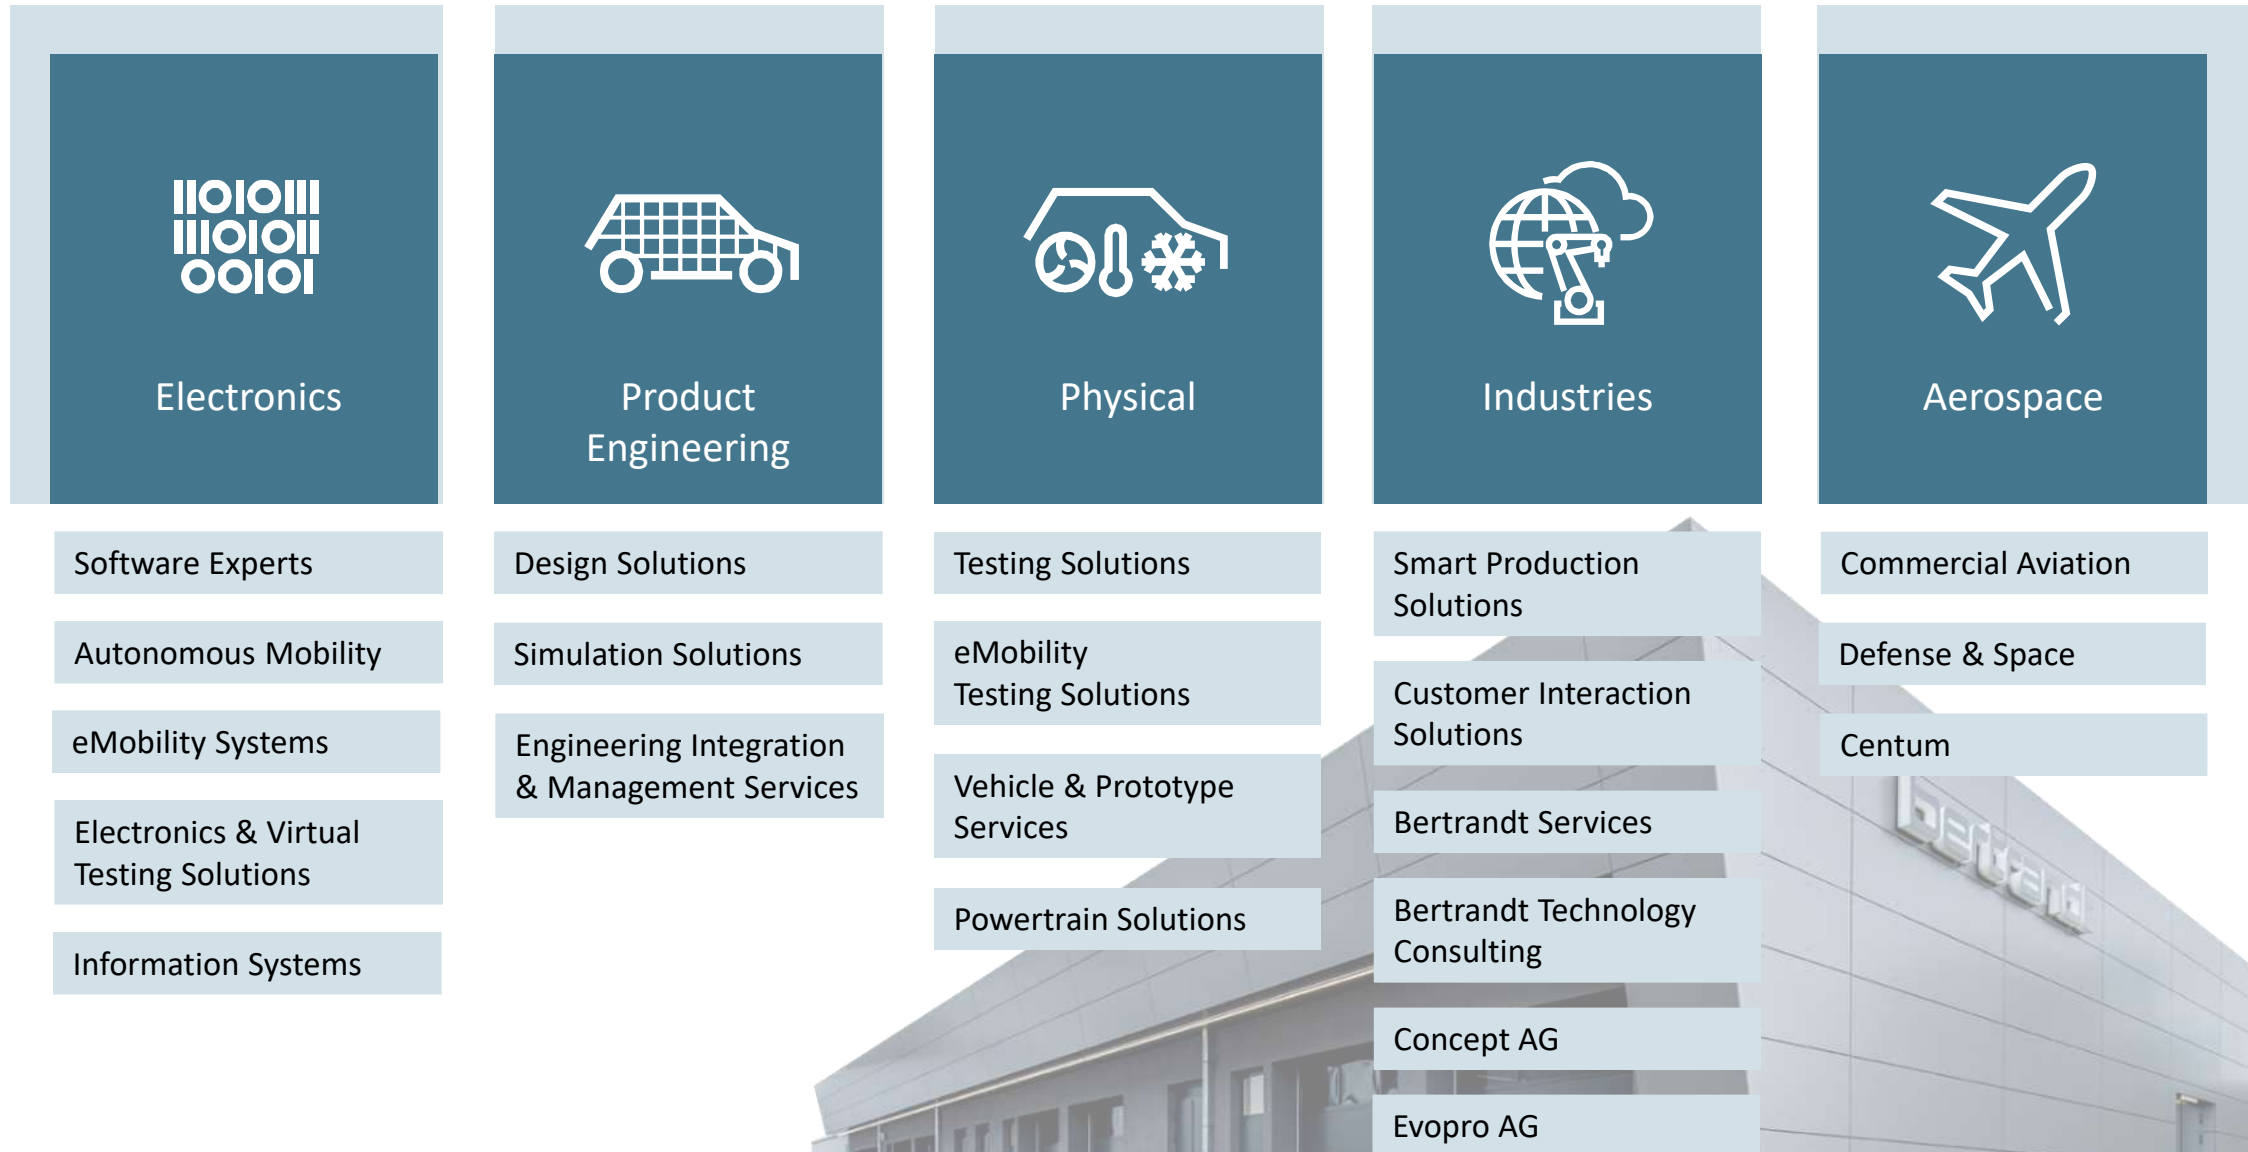 Electronics
Software Experts
Autonomous Mobility
eMobility Systems
Electronics & Virtual
Testing Solutions
Information Systems
Product
Engineering
Design Solutions
Simulation Solutions
Engineering Integration
& Management Services
Physical
Testing Solutions
eMobility
Testing Solutions
Vehicle & Prototype
Services
Powertrain Solutions
Industries
Smart Production
Solutions
Customer Interaction
Solutions
Bertrandt Services
Bertrandt Technology
Consulting
Concept AG
Evopro AG
Aerospace
Commercial Aviation
Defense & Space
Centum
bertrandt